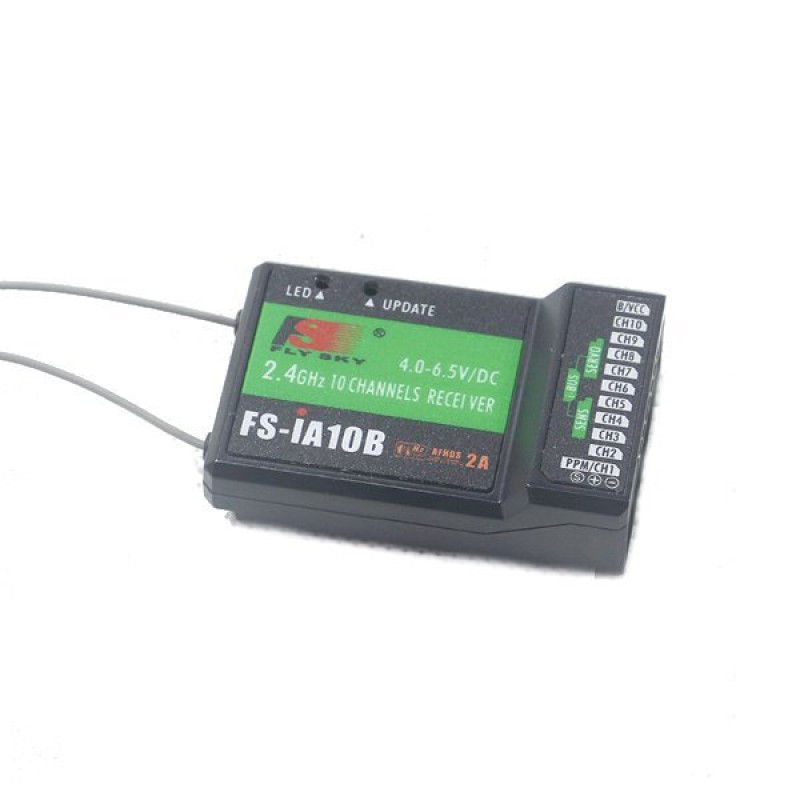 LED▲ ▲UPDATE
FS ®
FLY SKY
4.0-6.5V/DC
2.4GHz 10 CHANNELS RECEIVER
FS-iA10B AFHDS 2A
B/VCC
CH10
CH9
CH8
CH7
CH6
CH5
CH4
CH3
CH2
PPM/CH1
S + −
i-BUS
SERVO
SENS